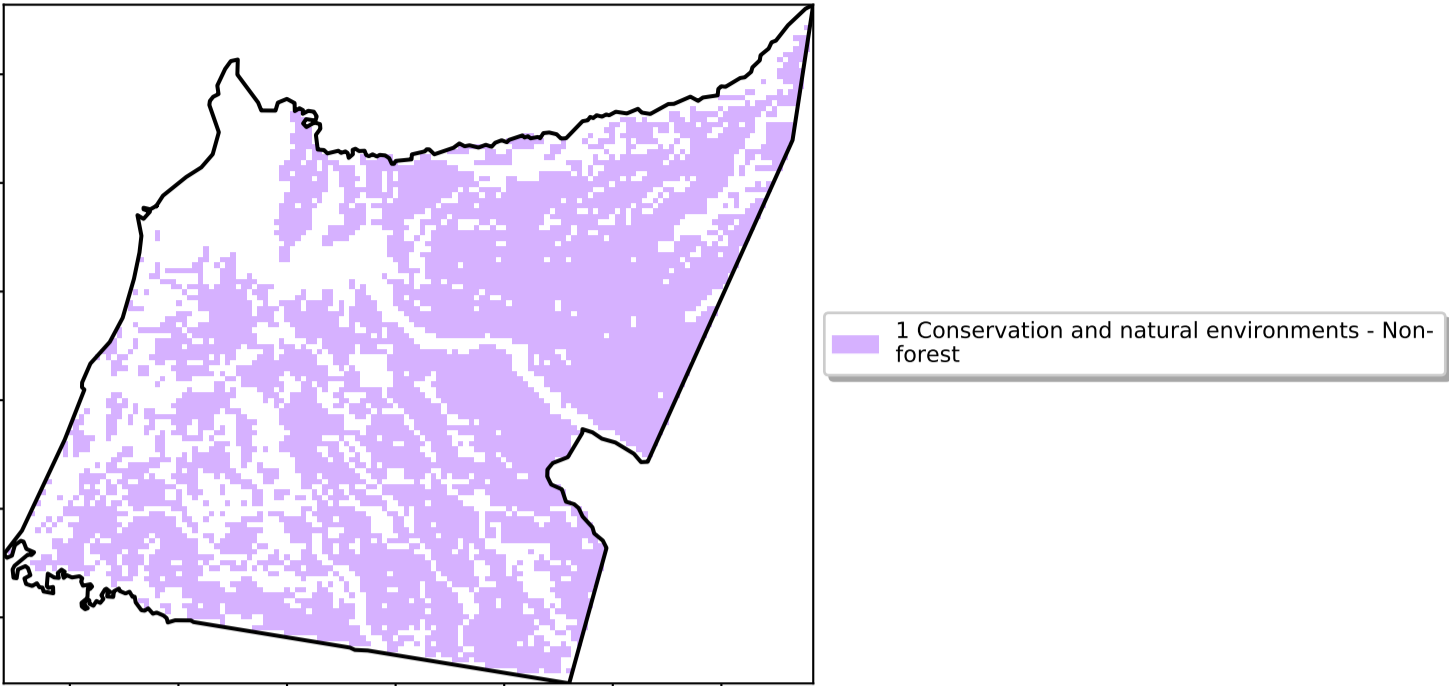 1 Conservation and natural environments - Non-
forest